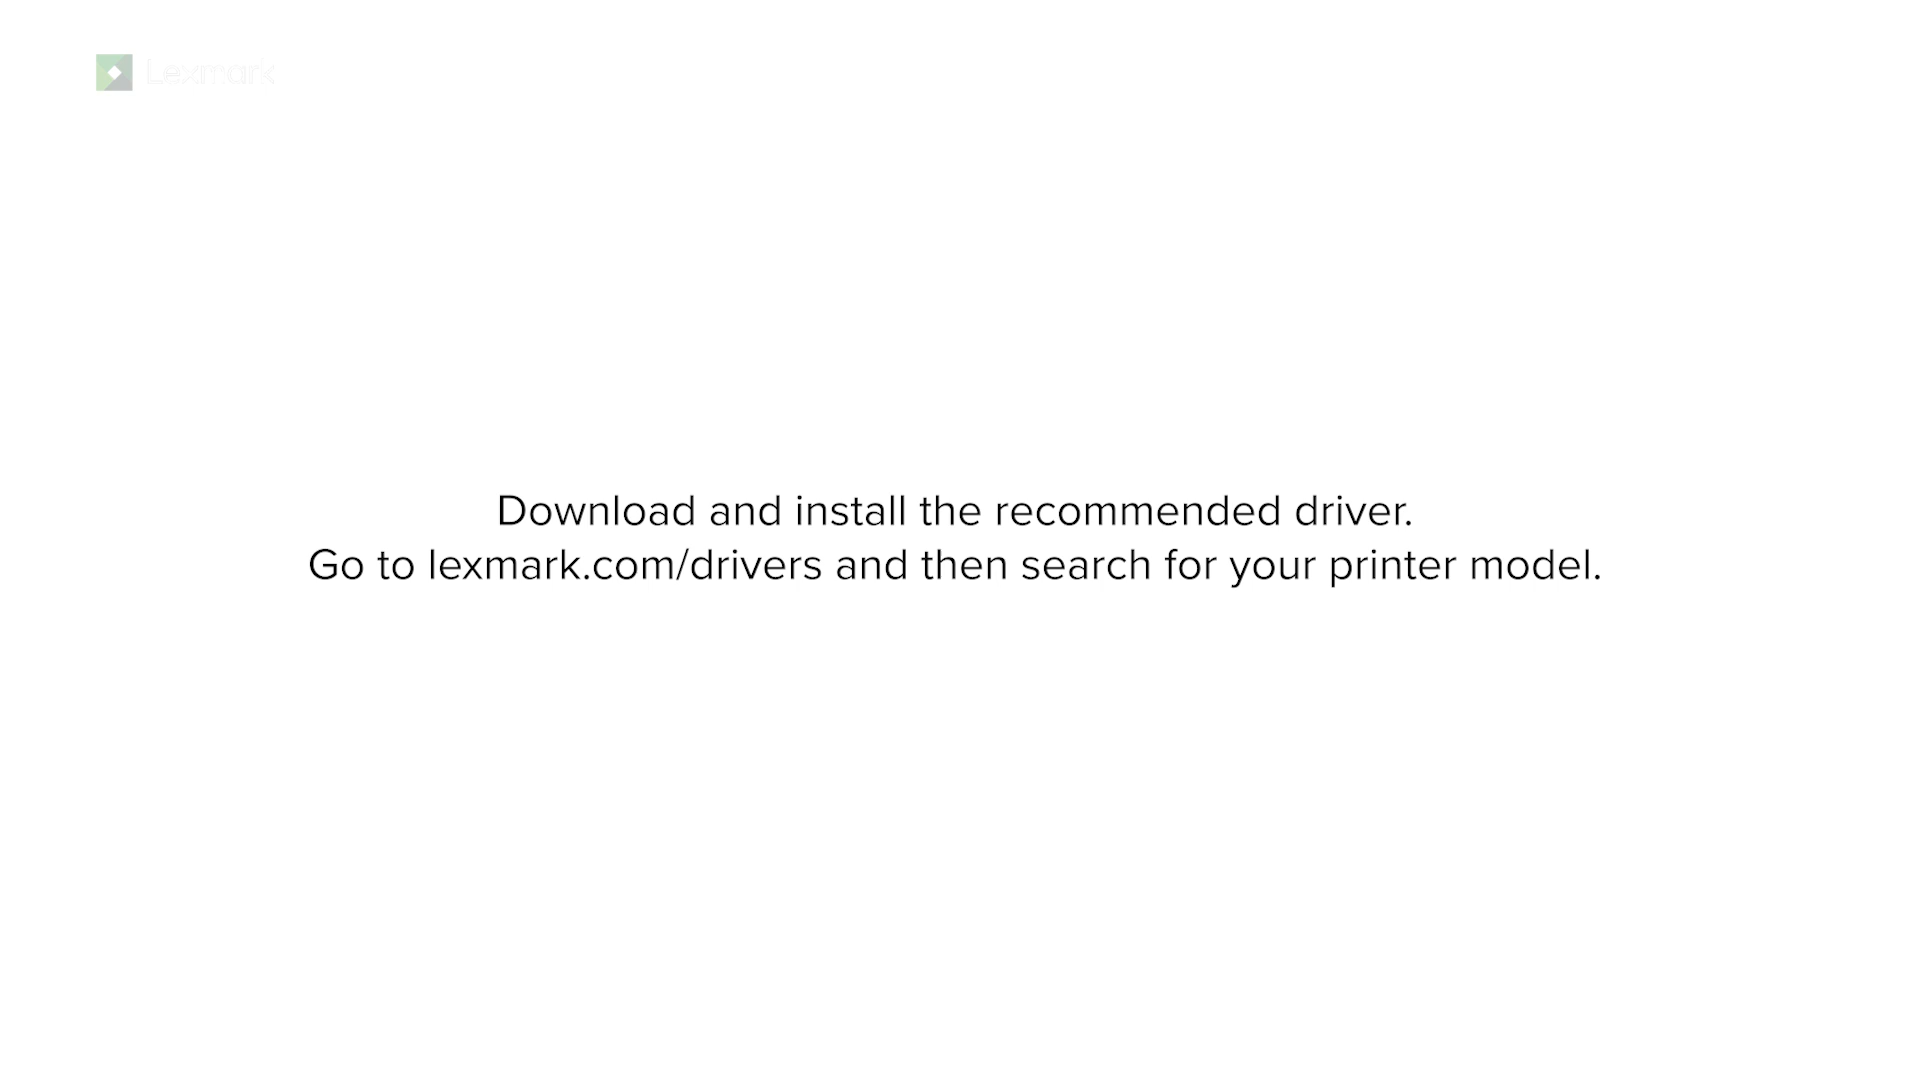 Lexmark
Download and install the recommended driver.
Go to lexmark.com/drivers and then search for your printer model.